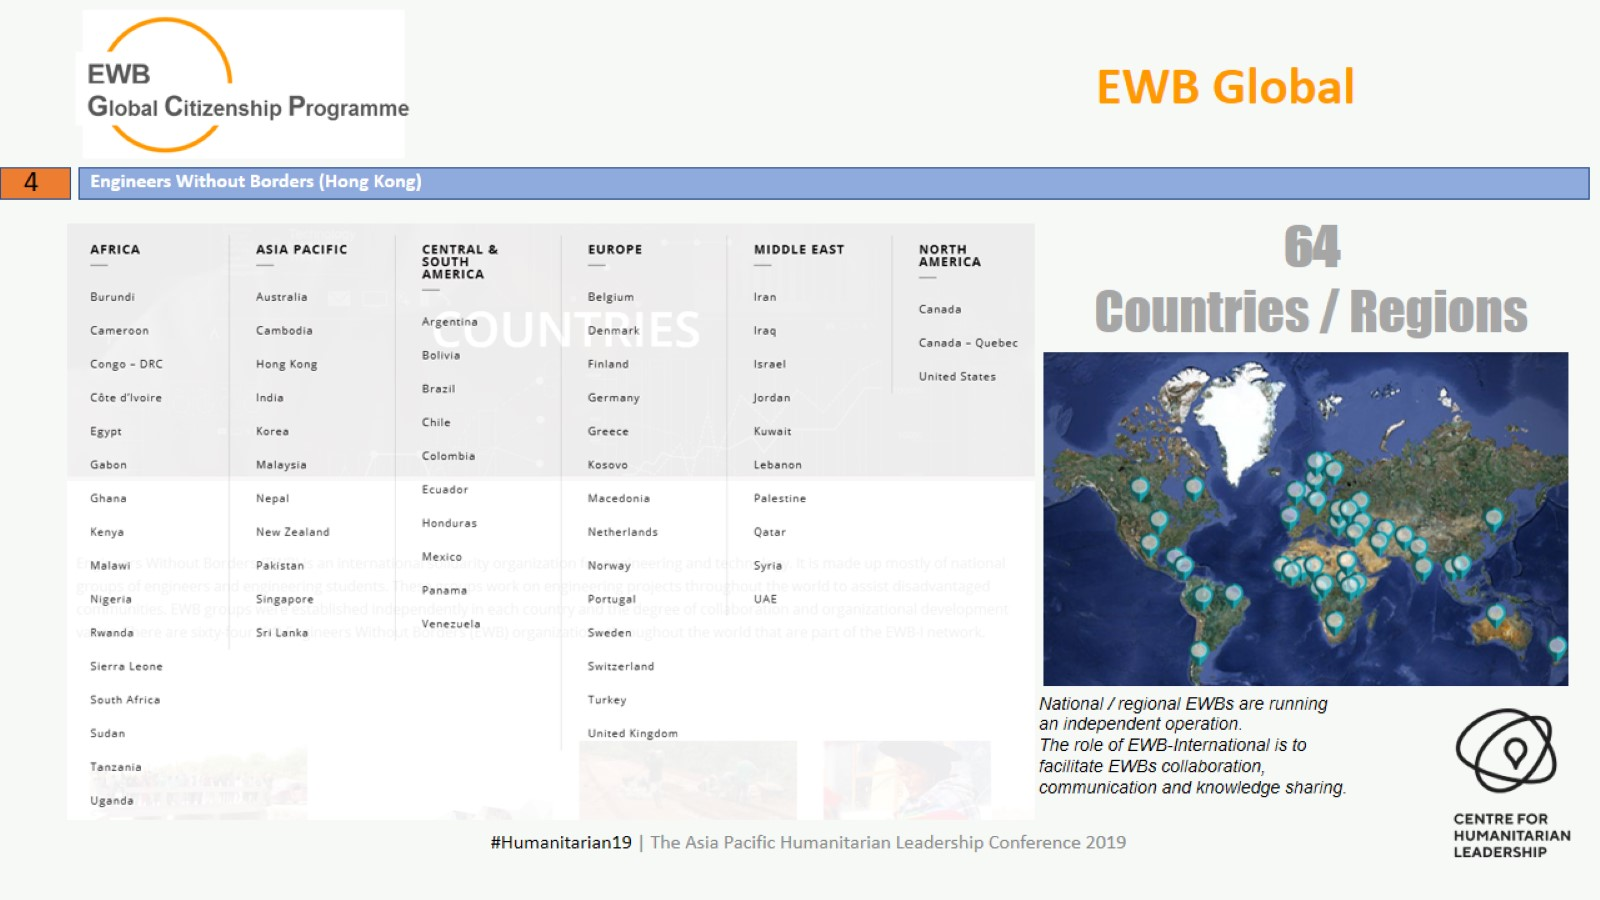 EWB
Global Citizenship Programme
EWB Global
4
Engineers Without Borders (Hong Kong)
COUNTRIES
AFRICA
Burundi
Cameroon
Congo – DRC
Côte d'Ivoire
Egypt
Gabon
Ghana
Kenya
Malawi
Nigeria
Rwanda
Sierra Leone
South Africa
Sudan
Tanzania
Uganda
ASIA PACIFIC
Australia
Cambodia
Hong Kong
India
Korea
Malaysia
Nepal
New Zealand
Pakistan
Singapore
Sri Lanka
CENTRAL &
SOUTH
AMERICA
Argentina
Bolivia
Brazil
Chile
Colombia
Ecuador
Honduras
Mexico
Panama
Venezuela
EUROPE
Belgium
Denmark
Finland
Germany
Greece
Kosovo
Macedonia
Netherlands
Norway
Portugal
Sweden
Switzerland
Turkey
United Kingdom
MIDDLE EAST
Iran
Iraq
Israel
Jordan
Kuwait
Lebanon
Palestine
Qatar
Syria
UAE
NORTH
AMERICA
Canada
Canada – Quebec
United States
64
Countries / Regions
National / regional EWBs are running
an independent operation.
The role of EWB-International is to
facilitate EWBs collaboration,
communication and knowledge sharing.
CENTRE FOR
HUMANITARIAN
LEADERSHIP
#Humanitarian19 | The Asia Pacific Humanitarian Leadership Conference 2019